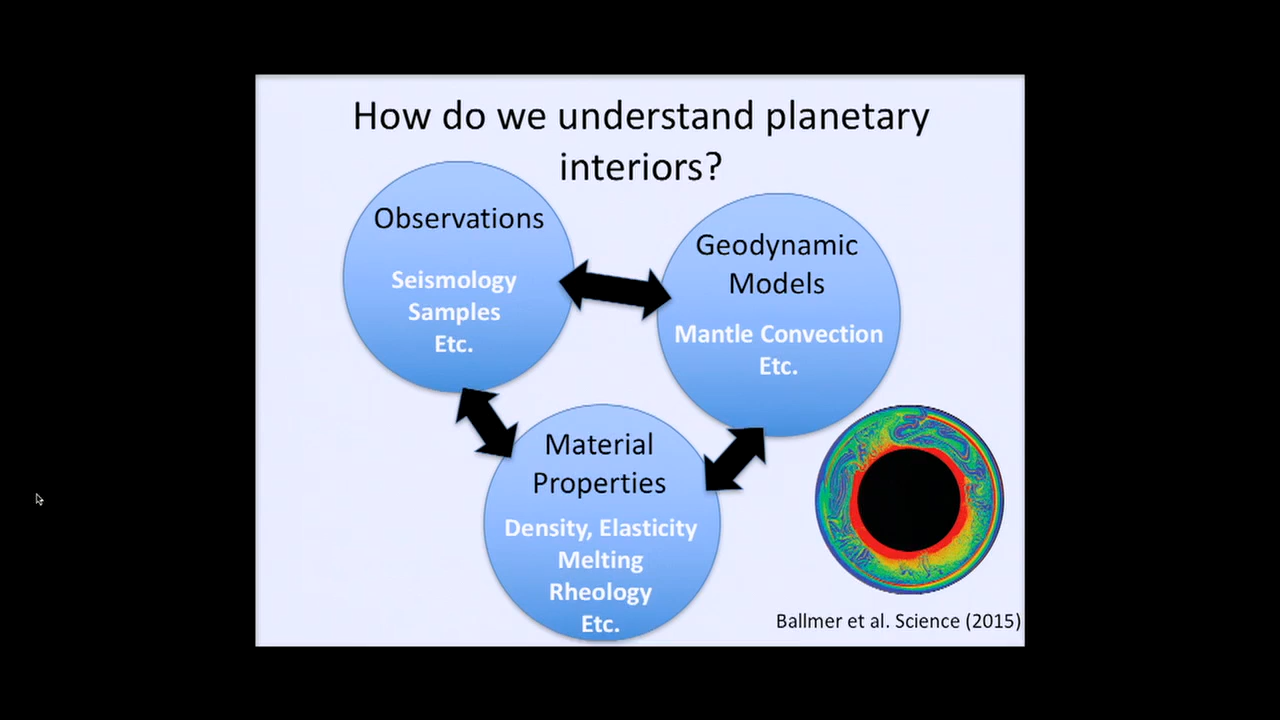 How do we understand planetary
interiors?
Observations
Seismology
Samples
Etc.
Geodynamic
Models
Mantle Convection
Etc.
Material
Properties
Density, Elasticity
Melting
Rheology
Etc.
Ballmer et al. Science (2015)